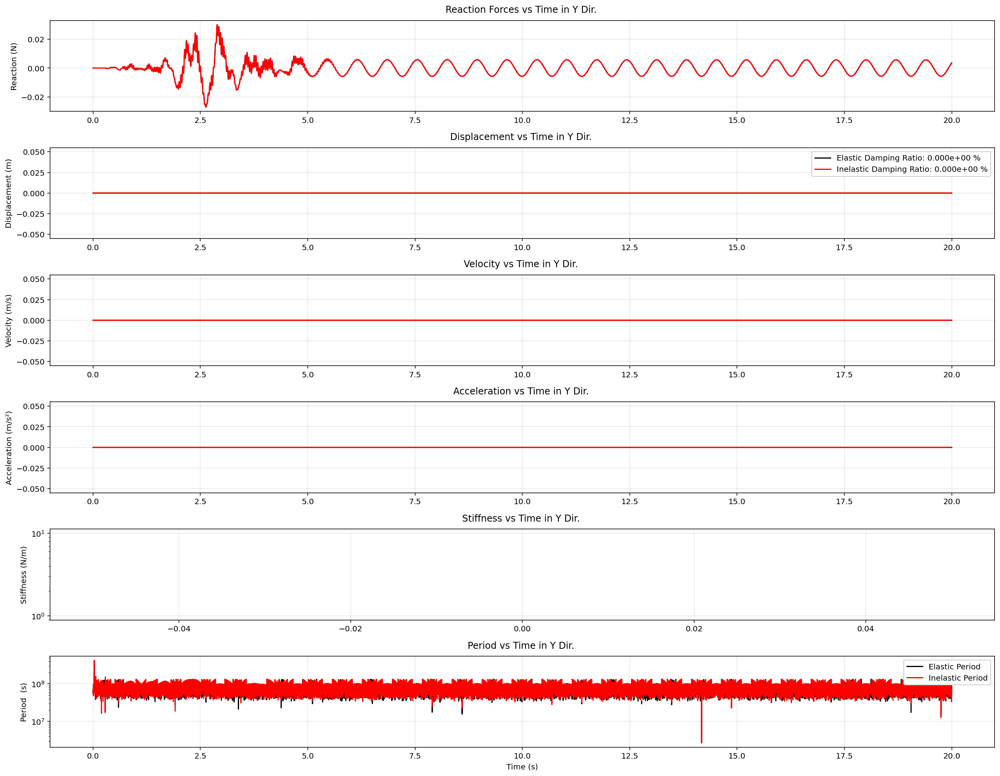 Reaction Forces vs Time in Y Dir.
Reaction (N)
0.02
0.00
−0.02
0.0 2.5 5.0 7.5 10.0 12.5 15.0 17.5 20.0
Displacement vs Time in Y Dir.
Displacement (m)
0.050
0.025
0.000
−0.025
−0.050
Elastic Damping Ratio: 0.000e+00 %
Inelastic Damping Ratio: 0.000e+00 %
0.0 2.5 5.0 7.5 10.0 12.5 15.0 17.5 20.0
Velocity vs Time in Y Dir.
Velocity (m/s)
0.050
0.025
0.000
−0.025
−0.050
0.0 2.5 5.0 7.5 10.0 12.5 15.0 17.5 20.0
Acceleration vs Time in Y Dir.
Acceleration (m/s²)
0.050
0.025
0.000
−0.025
−0.050
0.0 2.5 5.0 7.5 10.0 12.5 15.0 17.5 20.0
Stiffness vs Time in Y Dir.
Stiffness (N/m)
10¹
10⁰
−0.04 −0.02 0.00 0.02 0.04
Period vs Time in Y Dir.
Period (s)
10⁸
10⁷
Elastic Period
Inelastic Period
0.0 2.5 5.0 7.5 10.0 12.5 15.0 17.5 20.0
Time (s)